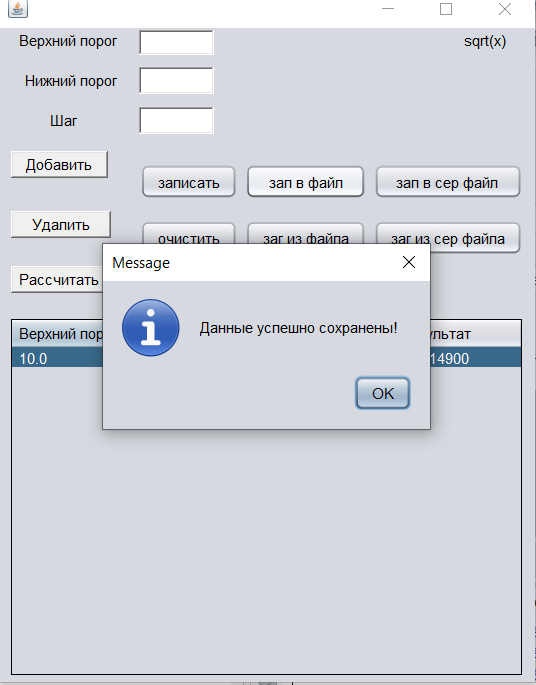 Верхний порог
sqrt(x)
Нижний порог
Шаг
Добавить
записать
зап в файл
зап в сер файл
Удалить
очистить
заг из файла
заг из сер файла
Message
Рассчитать
Данные успешно сохранены!
OK
Верхний пор
ультат
10.0
14900